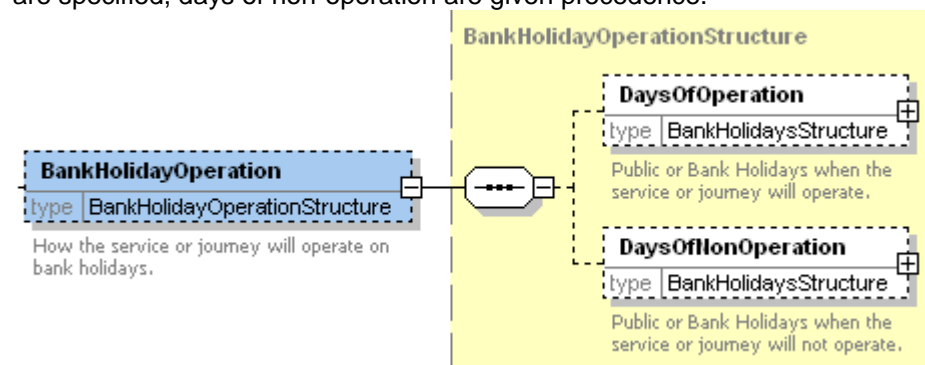 are specified, days of non-operation are given precedence.
BankHolidayOperationStructure
DaysOfOperation
type BankHolidaysStructure
Public or Bank Holidays when the
service or journey will operate.
BankHolidayOperation
type BankHolidayOperationStructure
How the service or journey will operate on
bank holidays.
DaysOfNonOperation
type BankHolidaysStructure
Public or Bank Holidays when the
service or journey will not operate.